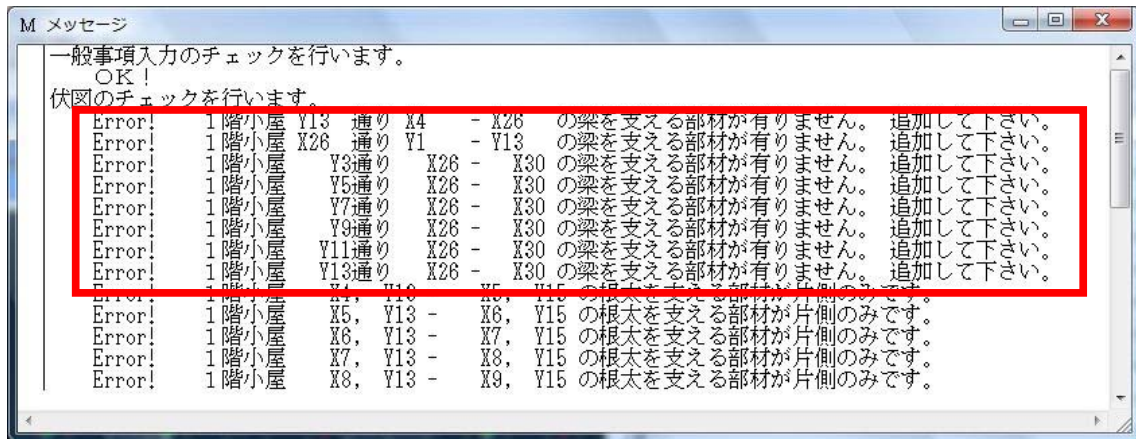 M メッセージ
一般事項入力のチェックを行います。
OK!
伏図のチェックを行います。
Error! 1階小屋 Y13 通り X4 - X26 の梁を支える部材が有りません。 追加して下さい。
Error! 1階小屋 X26 通り Y1 - Y13 の梁を支える部材が有りません。 追加して下さい。
Error! 1階小屋 Y3通り X26 - X30 の梁を支える部材が有りません。 追加して下さい。
Error! 1階小屋 Y5通り X26 - X30 の梁を支える部材が有りません。 追加して下さい。
Error! 1階小屋 Y7通り X26 - X30 の梁を支える部材が有りません。 追加して下さい。
Error! 1階小屋 Y9通り X26 - X30 の梁を支える部材が有りません。 追加して下さい。
Error! 1階小屋 Y11通り X26 - X30 の梁を支える部材が有りません。 追加して下さい。
Error! 1階小屋 Y13通り X26 - X30 の梁を支える部材が有りません。 追加して下さい。
Error! 1階小屋 X4, - X5, Y15 の根太を支える部材が片側のみです。
Error! 1階小屋 X5, Y13 - X6, Y15 の根太を支える部材が片側のみです。
Error! 1階小屋 X6, Y13 - X7, Y15 の根太を支える部材が片側のみです。
Error! 1階小屋 X7, Y13 - X8, Y15 の根太を支える部材が片側のみです。
Error! 1階小屋 X8, Y13 - X9, Y15 の根太を支える部材が片側のみです。